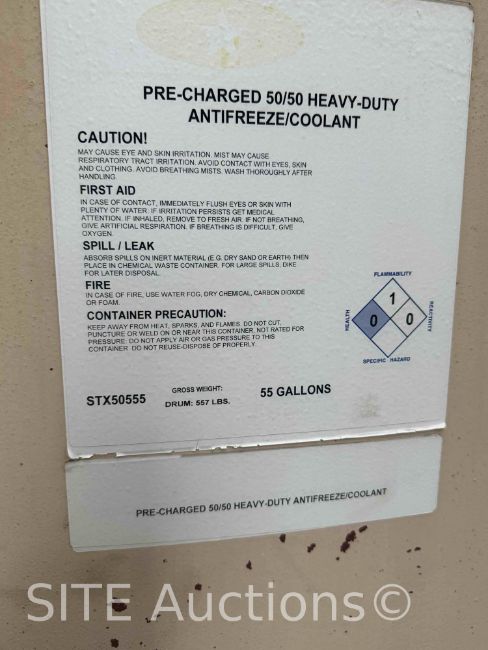 PRE-CHARGED 50/50 HEAVY-DUTY
ANTIFREEZE/COOLANT
CAUTION!
MAY CAUSE EYE AND SKIN IRRITATION. MIST MAY CAUSE
RESPIRATORY TRACT IRRITATION. AVOID CONTACT WITH EYES, SKIN
AND CLOTHING. AVOID BREATHING MISTS. WASH THOROUGHLY AFTER
HANDLING.
FIRST AID
IN CASE OF CONTACT, IMMEDIATELY FLUSH EYES OR SKIN WITH
PLENTY OF WATER. IF IRRITATION PERSISTS GET MEDICAL
ATTENTION. IF INHALED, REMOVE TO FRESH AIR. IF NOT BREATHING,
GIVE ARTIFICIAL RESPIRATION. IF BREATHING IS DIFFICULT, GIVE
OXYGEN.
SPILL / LEAK
ABSORB SPILLS ON INERT MATERIAL (E.G. DRY SAND OR EARTH) THEN
PLACE IN CHEMICAL WASTE CONTAINER. FOR LARGE SPILLS, DIKE
FOR LATER DISPOSAL.
FIRE
IN CASE OF FIRE, USE WATER FOG, DRY CHEMICAL, CARBON DIOXIDE
OR FOAM.
CONTAINER PRECAUTION:
KEEP AWAY FROM HEAT, SPARKS, AND FLAMES. DO NOT CUT,
PUNCTURE OR WELD ON OR NEAR THIS CONTAINER. NOT RATED FOR
PRESSURE: DO NOT APPLY AIR OR GAS PRESSURE TO THIS
CONTAINER. DO NOT REUSE-DISPOSE OF PROPERLY.
FLAMMABILITY
HEALTH
1
0
0
REACTIVITY
SPECIFIC HAZARD
STX50555
GROSS WEIGHT:
DRUM: 557 LBS.
55 GALLONS
PRE-CHARGED 50/50 HEAVY-DUTY ANTIFREEZE/COOLANT
SITE Auctions©